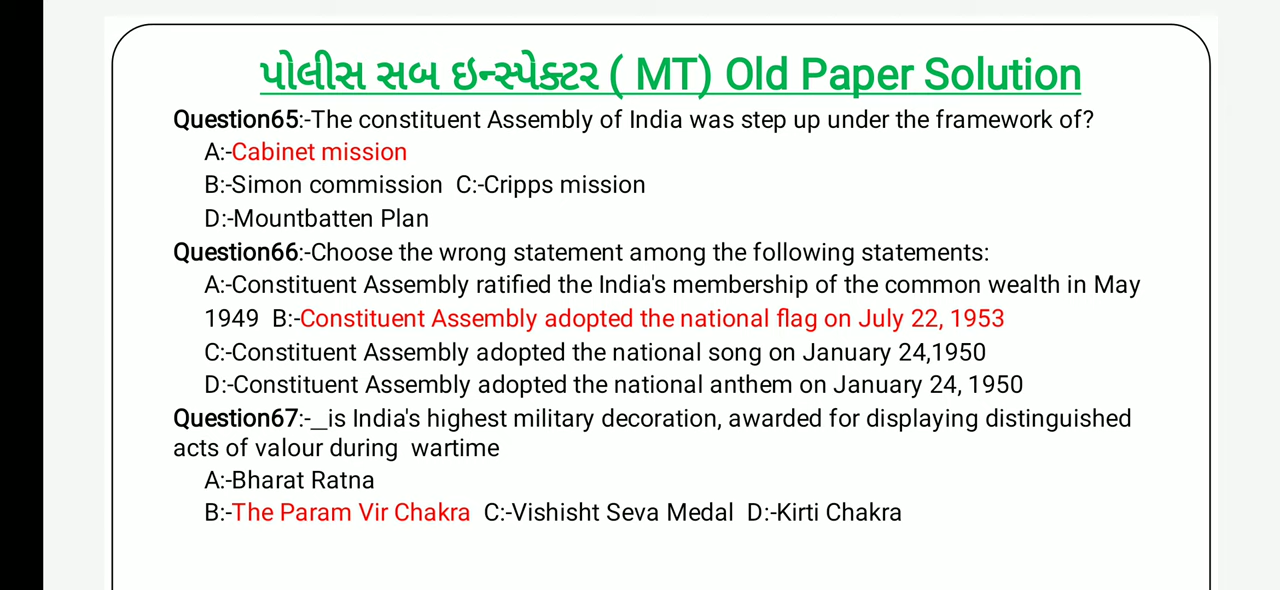 પોલીસ સબ ઇન્સ્પેક્ટર ( MT) Old Paper Solution
Question65:-The constituent Assembly of India was step up under the framework of?
A:-Cabinet mission
B:-Simon commission C:-Cripps mission
D:-Mountbatten Plan
Question66:-Choose the wrong statement among the following statements:
A:-Constituent Assembly ratified the India's membership of the common wealth in May
1949 B:-Constituent Assembly adopted the national flag on July 22, 1953
C:-Constituent Assembly adopted the national song on January 24,1950
D:-Constituent Assembly adopted the national anthem on January 24, 1950
Question67:-__is India's highest military decoration, awarded for displaying distinguished
acts of valour during wartime
A:-Bharat Ratna
B:-The Param Vir Chakra C:-Vishisht Seva Medal D:-Kirti Chakra